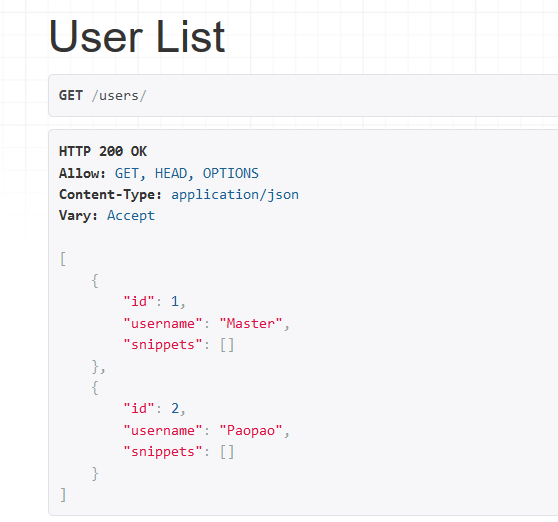 User List
GET /users/
HTTP 200 OK
Allow: GET, HEAD, OPTIONS
Content-Type: application/json
Vary: Accept
[
    {
        "id": 1,
        "username": "Master",
        "snippets": []
    },
    {
        "id": 2,
        "username": "Paopao",
        "snippets": []
    }
]